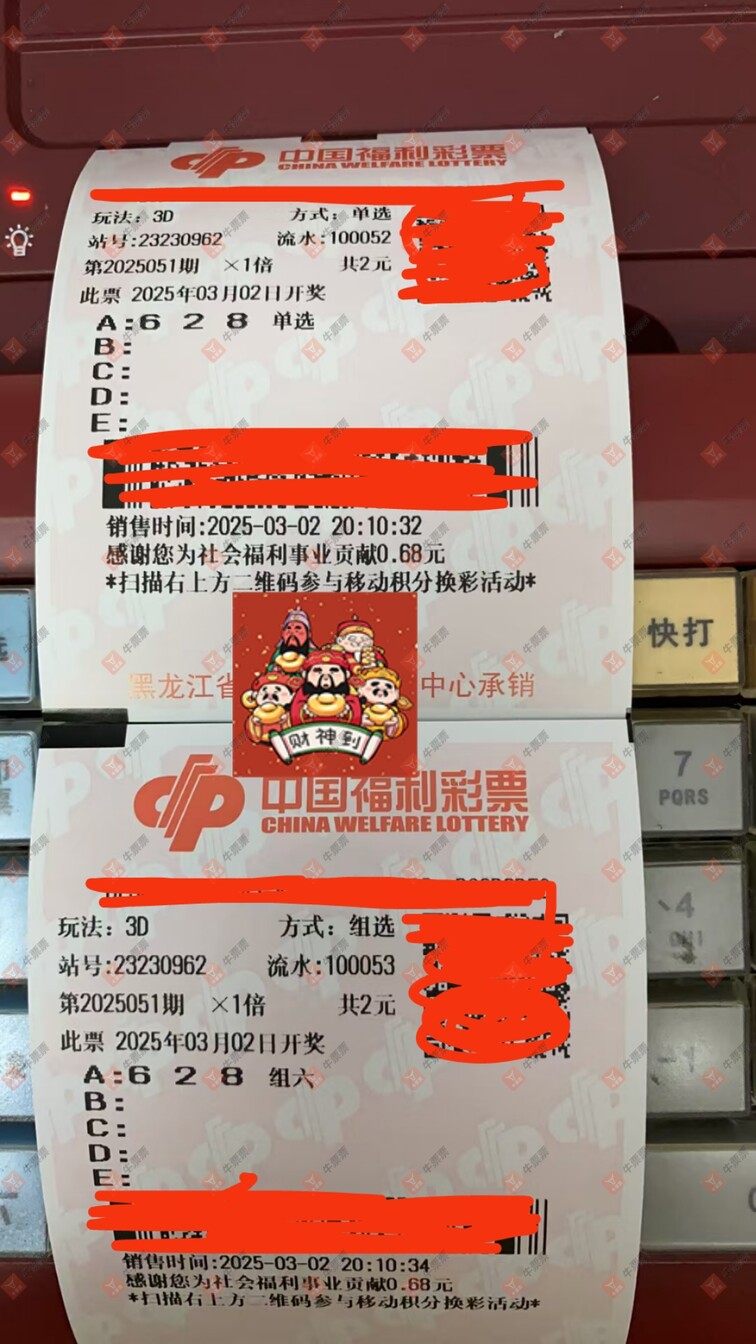 中国福利彩票
CHINA WELFARE LOTTERY
玩法: 3D 方式: 单选
站号:23230962 流水:100052
第2025051期 ×1倍 共2元
此票 2025年03月02日开奖
A:6 2 8 单选
B:
C:
D:
E:
销售时间:2025-03-02 20:10:32
感谢您为社会福利事业贡献0.68元
*扫描右上方二维码参与移动积分换彩活动*
黑龙江省 中心承销
财神到
快打
中国福利彩票
CHINA WELFARE LOTTERY
7
PQRS
玩法: 3D 方式: 组选
4
站号:23230962 流水:100053
第2025051期 ×1倍 共2元
此票 2025年03月02日开奖
A:6 2 8 组六
B:
C:
D:
E:
销售时间:2025-03-02 20:10:34
感谢您为社会福利事业贡献0.68元
*扫描右上方二维码参与移动积分换彩活动*
牛票票